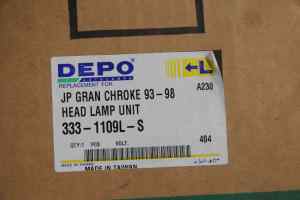 DEPO
REPLACEMENT FOR
L
JP GRAN CHROKE 93-98
A230
HEAD LAMP UNIT
333-1109L-S
QTY:1 PCS VOLT.
404
MADE IN TAIWAN